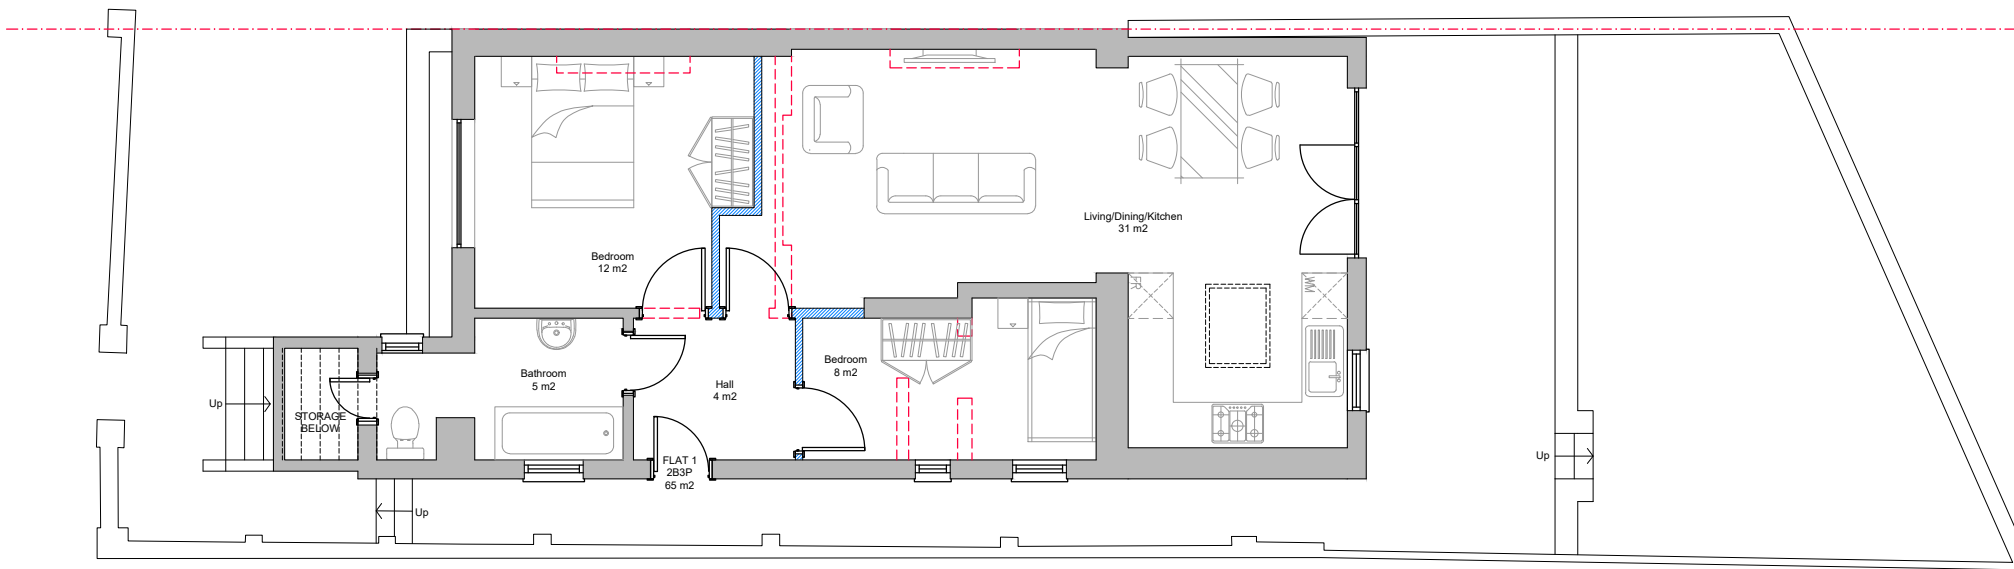 Living/Dining/Kitchen
31 m2
Bedroom
12 m2
FR
WM
Bedroom
8 m2
Bathroom
5 m2
Hall
4 m2
Up
STORAGE
BELOW
Up
FLAT 1
2B3P
65 m2
Up